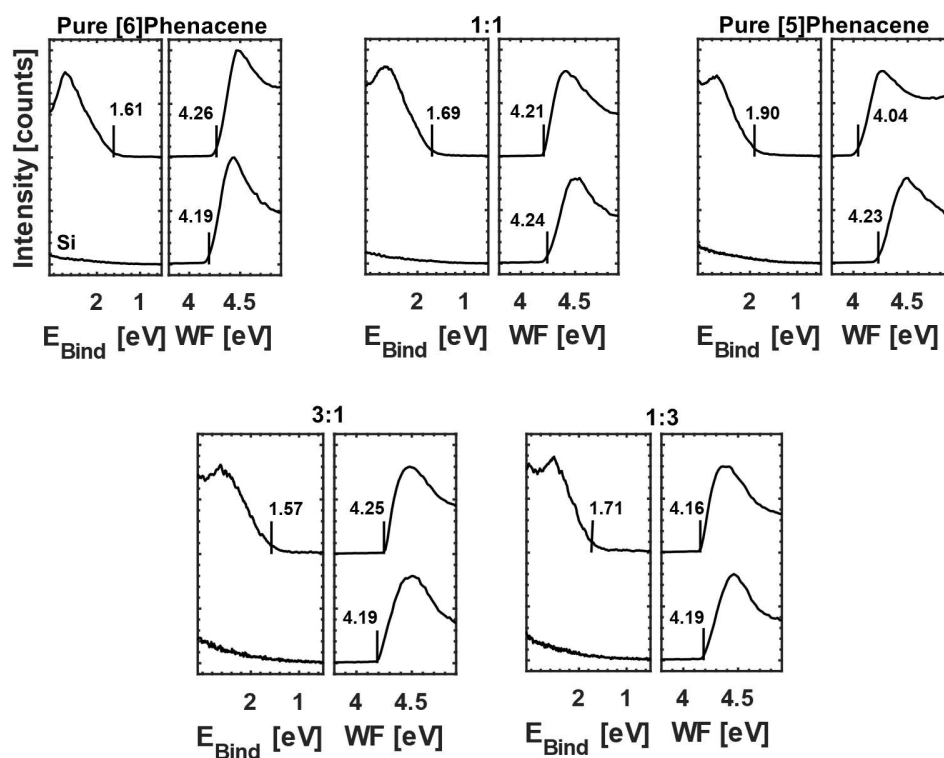 Pure [6]Phenacene
1:1
Pure [5]Phenacene
Intensity [counts]
1.61
4.26
4.19
Si
2 1
4 4.5
E_Bind [eV]
WF [eV]
1.69
4.21
4.24
2 1
4 4.5
E_Bind [eV]
WF [eV]
1.90
4.04
4.23
2 1
4 4.5
E_Bind [eV]
WF [eV]
3:1
1.57
4.25
4.19
2 1
4 4.5
E_Bind [eV]
WF [eV]
1:3
1.71
4.16
4.19
2 1
4 4.5
E_Bind [eV]
WF [eV]